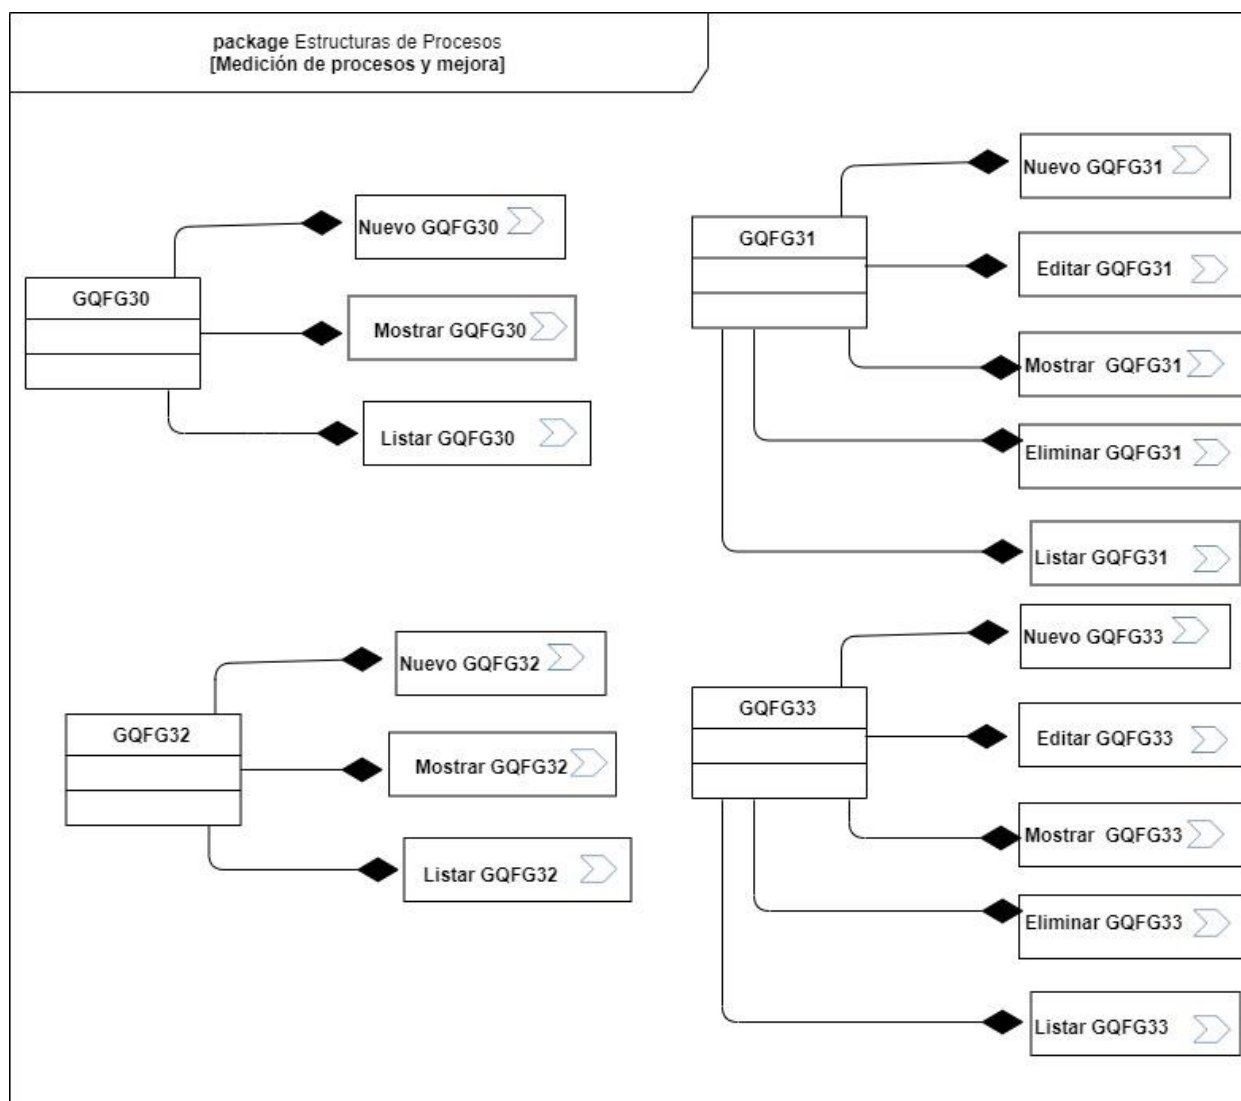 package Estructuras de Procesos
[Medición de procesos y mejora]
GQFG30
Nuevo GQFG30
Mostrar GQFG30
Listar GQFG30
GQFG31
Nuevo GQFG31
Editar GQFG31
Mostrar GQFG31
Eliminar GQFG31
Listar GQFG31
GQFG32
Nuevo GQFG32
Mostrar GQFG32
Listar GQFG32
GQFG33
Nuevo GQFG33
Editar GQFG33
Mostrar GQFG33
Eliminar GQFG33
Listar GQFG33